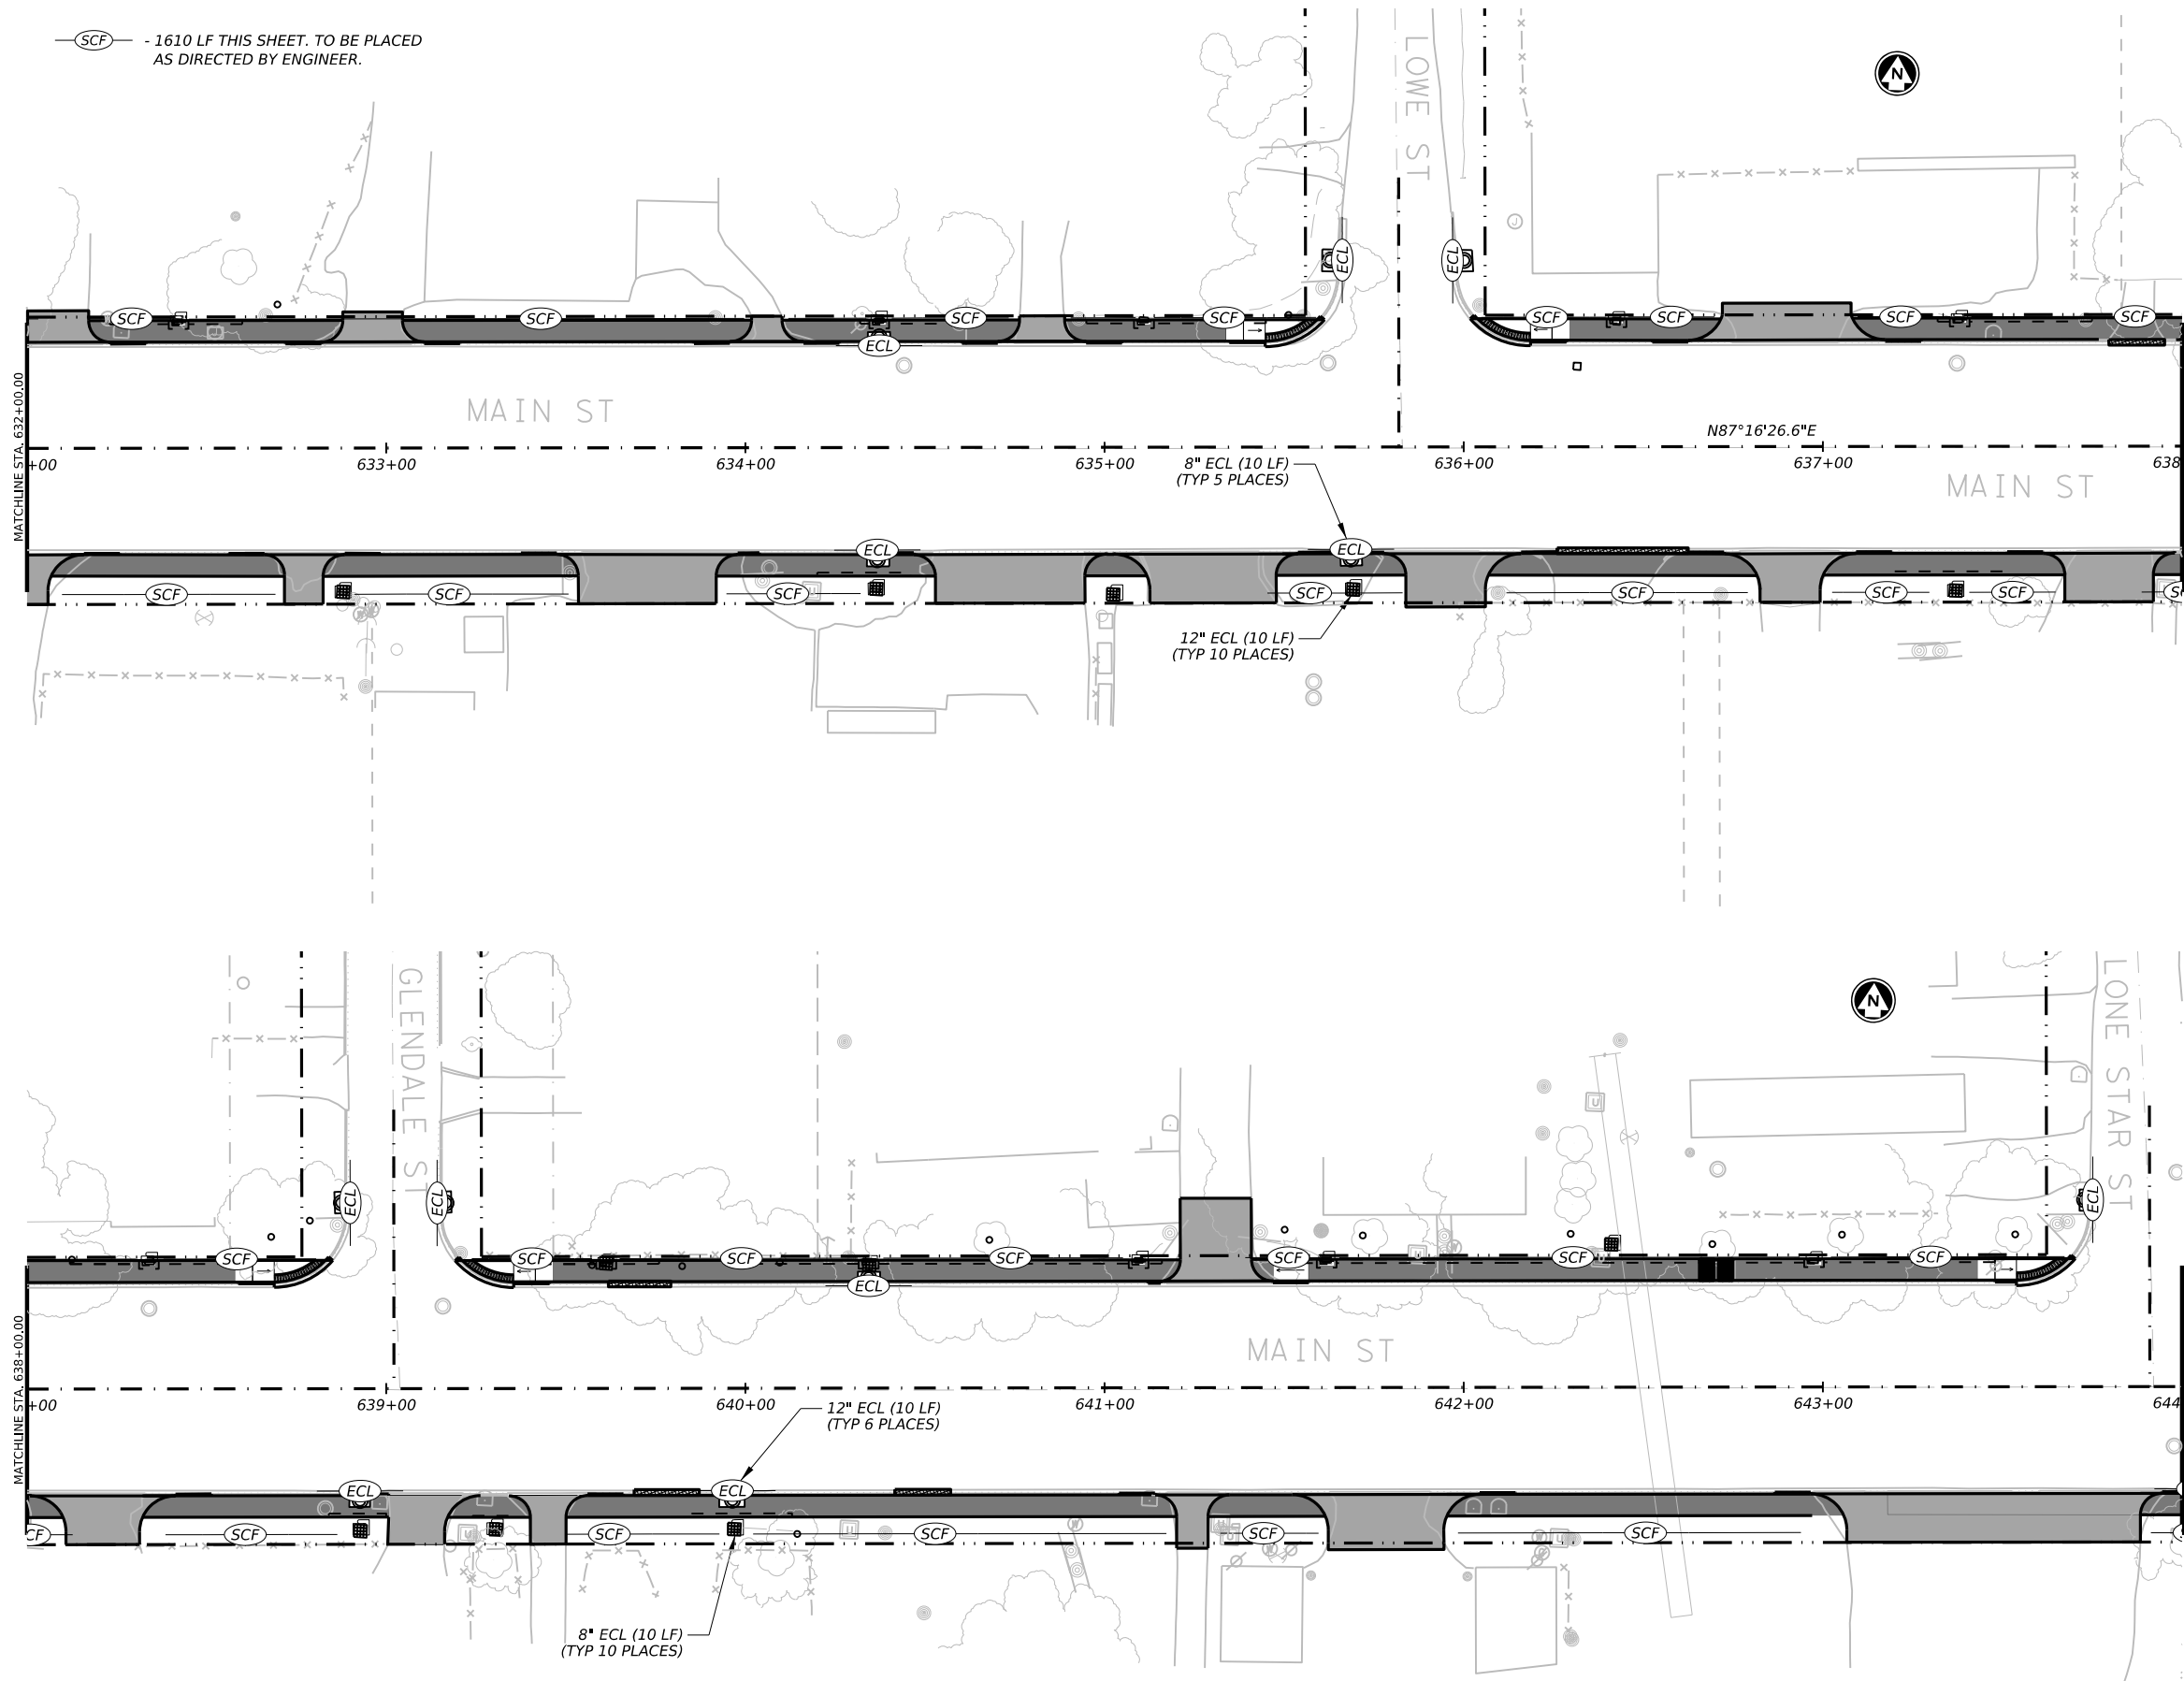 SCF - 1610 LF THIS SHEET. TO BE PLACED
AS DIRECTED BY ENGINEER.
LOWE ST
N
J
ECL ECL
SCF SCF SCF SCF SCF SCF SCF SCF
ECL
MATCHLINE STA. 632+00.00
MAIN ST
N87°16'26.6"E
+00 633+00 634+00 635+00 636+00 637+00 638
8" ECL (10 LF)
(TYP 5 PLACES)
MAIN ST
ECL ECL
SCF SCF SCF SCF SCF SCF SCF
12" ECL (10 LF)
(TYP 10 PLACES)
GLENDALE ST
N
LONE STAR ST
U
ECL ECL ECL
SCF SCF SCF SCF SCF SCF SCF
ECL
MATCHLINE STA. 638+00.00
MAIN ST
+00 639+00 640+00 641+00 642+00 643+00 644
12" ECL (10 LF)
(TYP 6 PLACES)
ECL ECL
CF SCF SCF SCF SCF SCF
8" ECL (10 LF)
(TYP 10 PLACES)